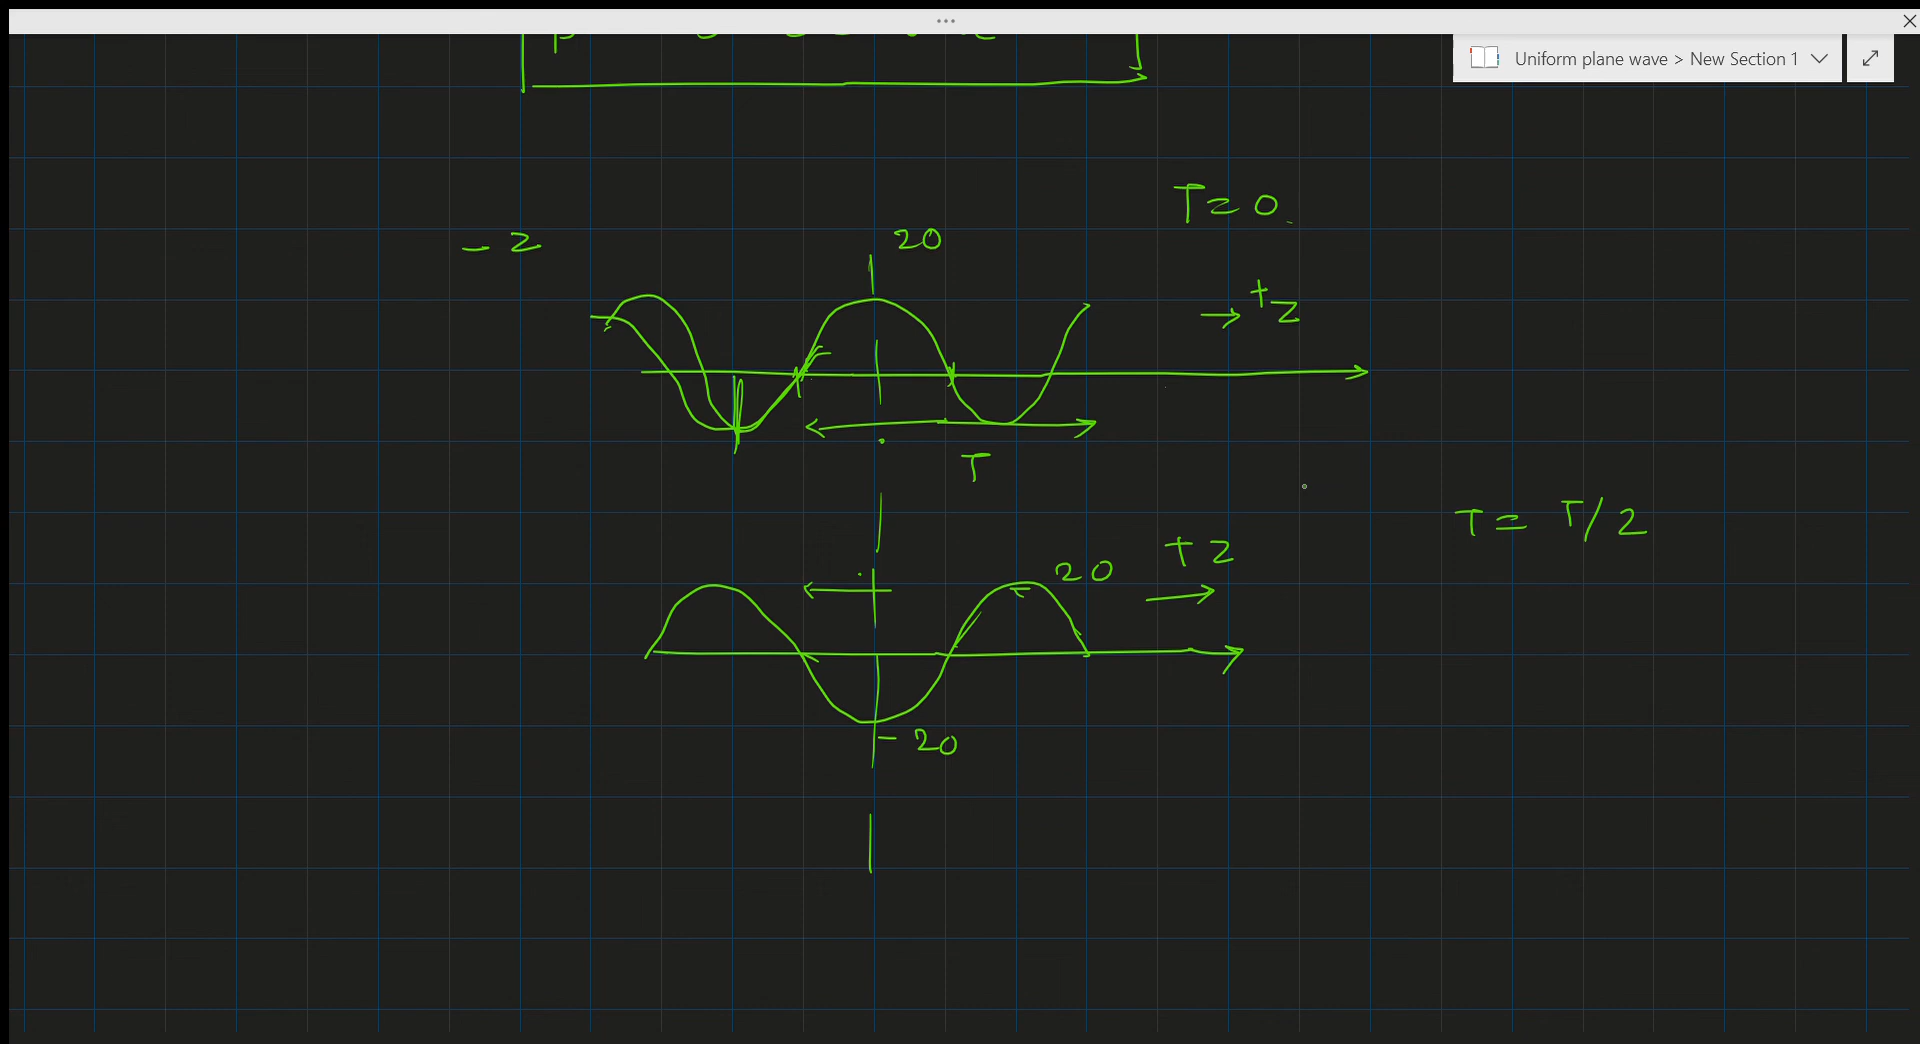 Uniform plane wave > New Section 1
T = 0
20
- z
→ +z
T
T = T/2
+ z
20
- 20